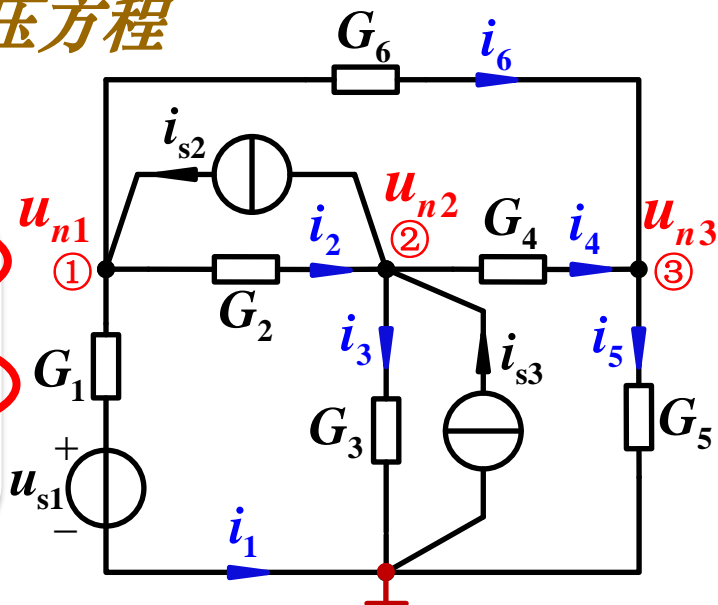 压方程
G6
i6
is2
un1
①
i2
un2
②
G4
i4
un3
③
G2
G1
i3
is3
i5
G3
G5
+
us1
−
i1